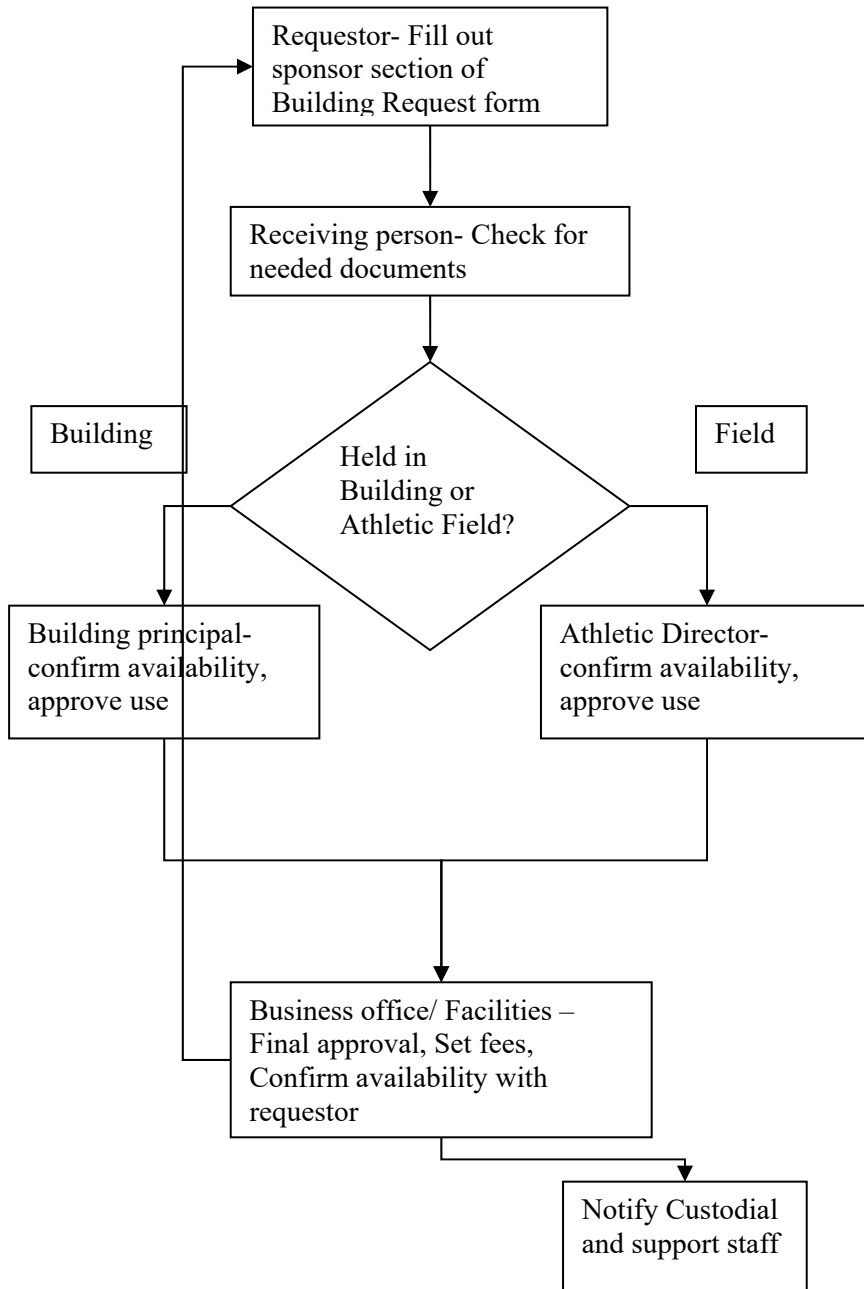 Requestor- Fill out
sponsor section of
Building Request form
Receiving person- Check for
needed documents
Building
Field
Held in
Building or
Athletic Field?
Building principal-
confirm availability,
approve use
Athletic Director-
confirm availability,
approve use
Business office/ Facilities –
Final approval, Set fees,
Confirm availability with
requestor
Notify Custodial
and support staff